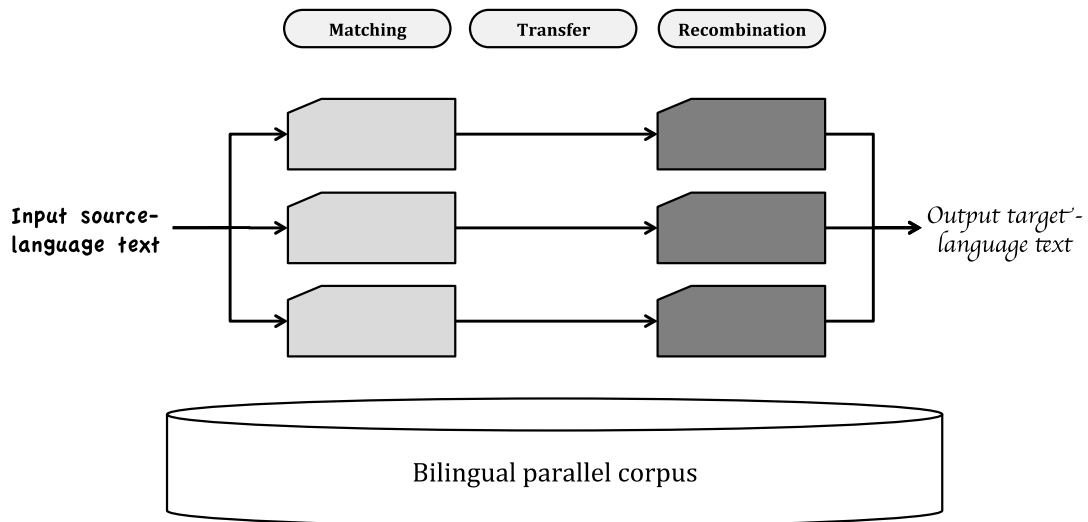 Matching
Transfer
Recombination
Input source-
language text
Output target-
language text
Bilingual parallel corpus